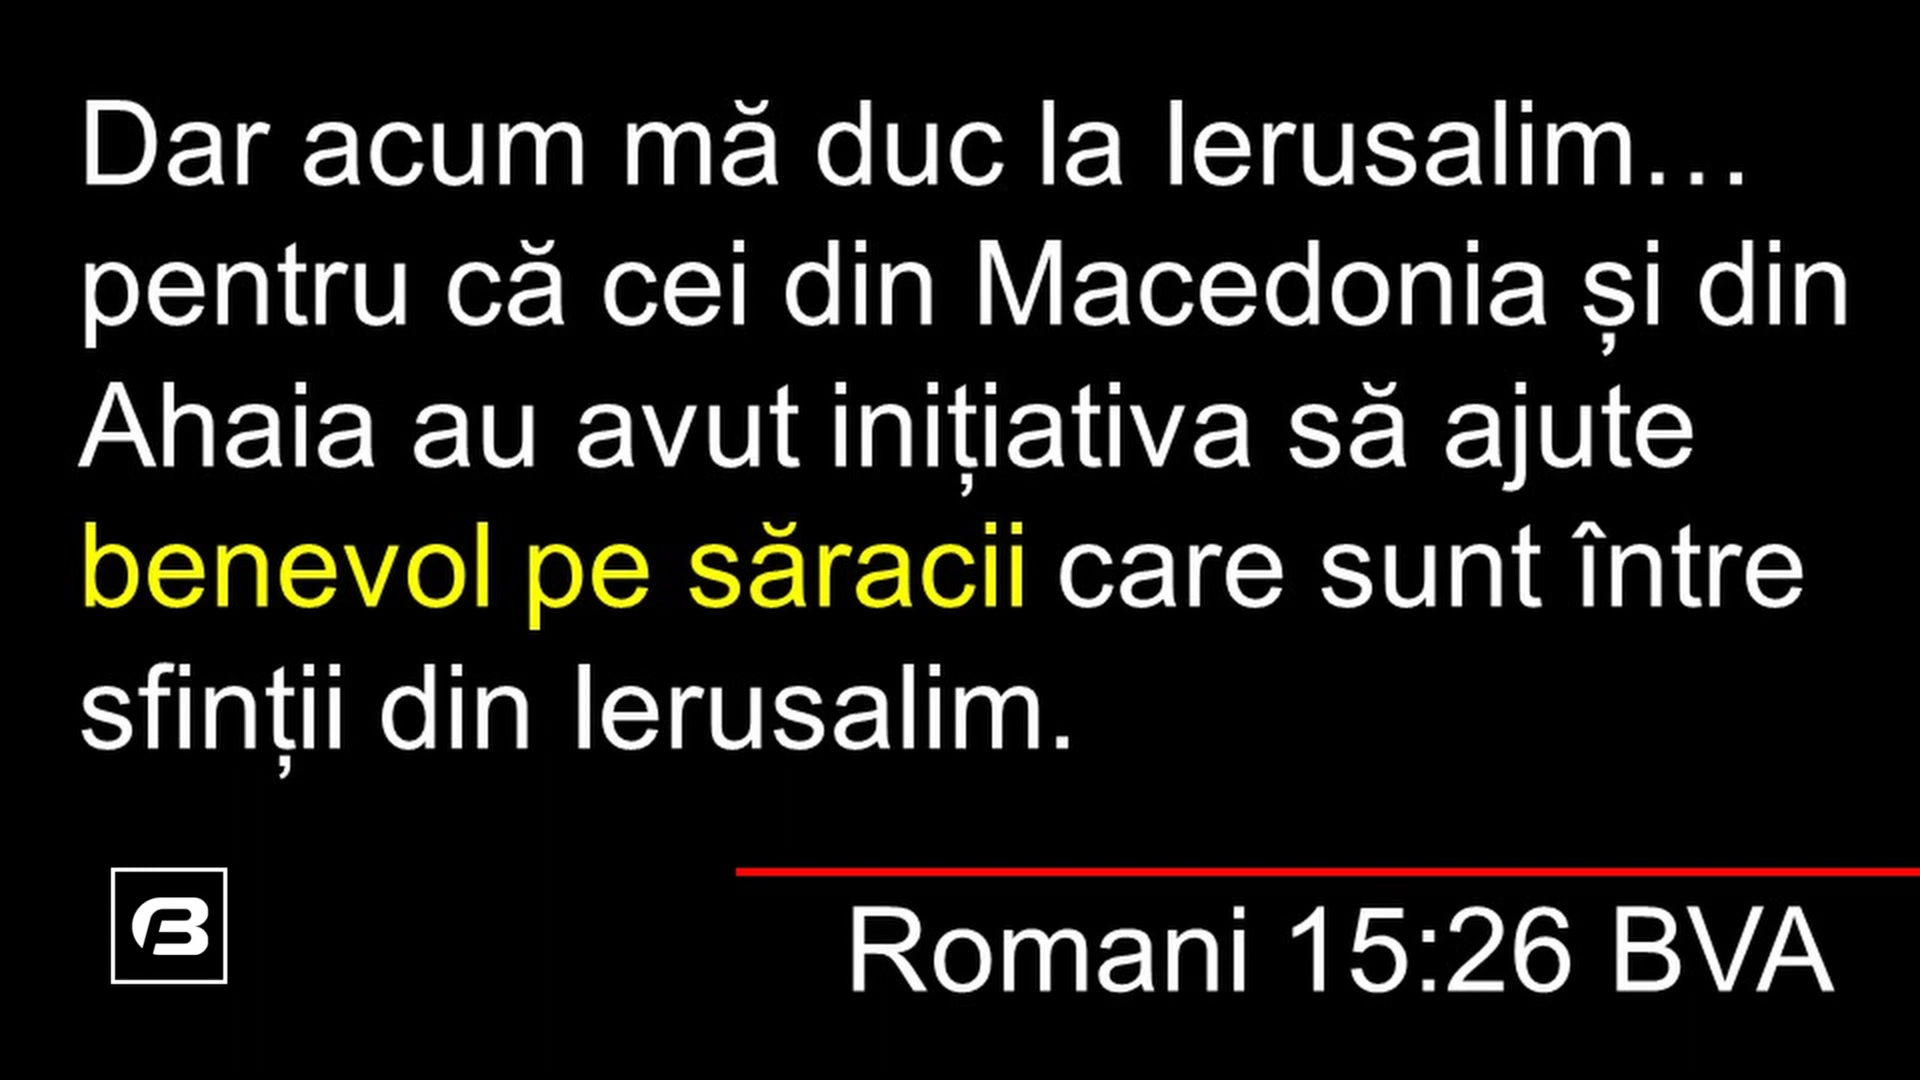 Dar acum mă duc la Ierusalim…
pentru că cei din Macedonia și din
Ahaia au avut inițiativa să ajute
benevol pe săracii care sunt între
sfinții din Ierusalim.
Romani 15:26 BVA